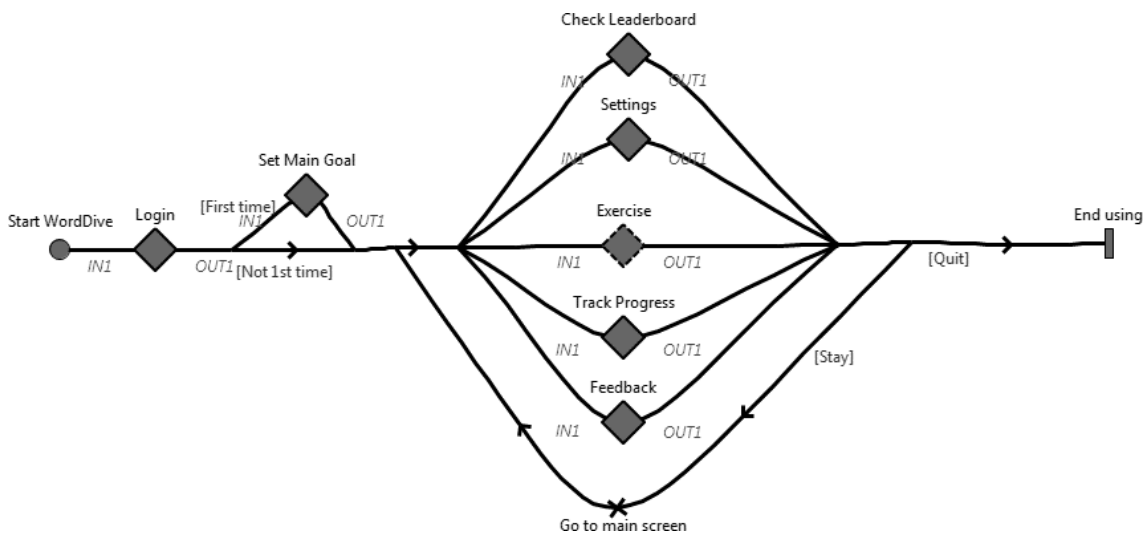 Check Leaderboard
IN1
OUT1
Settings
IN1
OUT1
Set Main Goal
[First time]
IN1
OUT1
Start WordDive
Login
IN1
OUT1
[Not 1st time]
Exercise
IN1
OUT1
End using
[Quit]
Track Progress
IN1
OUT1
[Stay]
Feedback
IN1
OUT1
Go to main screen